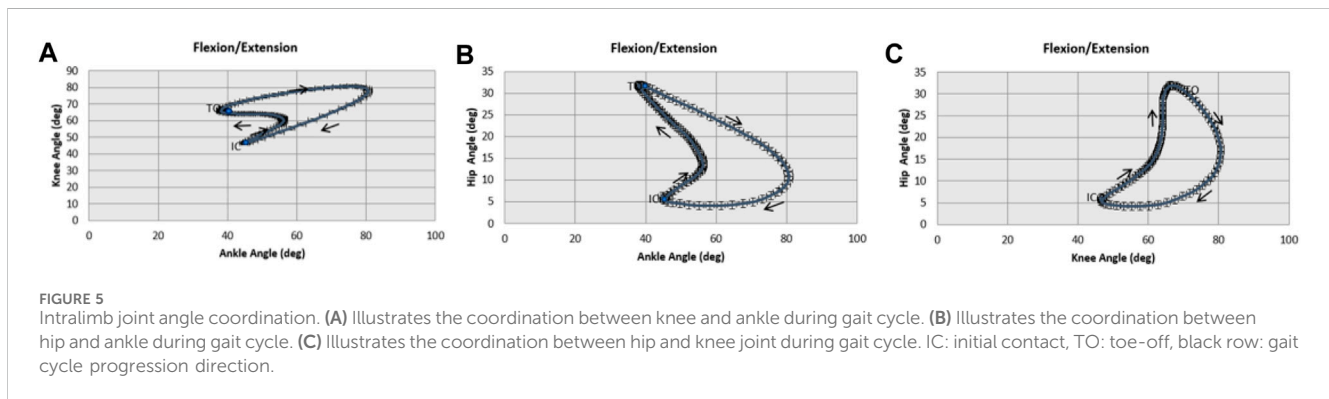 A
Flexion/Extension
90
80
70
60
50
40
30
20
10
0
Knee Angle (deg)
TO
IC
0 20 40 60 80 100
Ankle Angle (deg)
B
Flexion/Extension
35
30
25
20
15
10
5
0
Hip Angle (deg)
TO
IC
0 20 40 60 80 100
Ankle Angle (deg)
C
Flexion/Extension
35
30
25
20
15
10
5
0
Hip Angle (deg)
TO
IC
0 20 40 60 80 100
Knee Angle (deg)
FIGURE 5
Intralimb joint angle coordination. (A) Illustrates the coordination between knee and ankle during gait cycle. (B) Illustrates the coordination between
hip and ankle during gait cycle. (C) Illustrates the coordination between hip and knee joint during gait cycle. IC: initial contact, TO: toe-off, black row: gait
cycle progression direction.